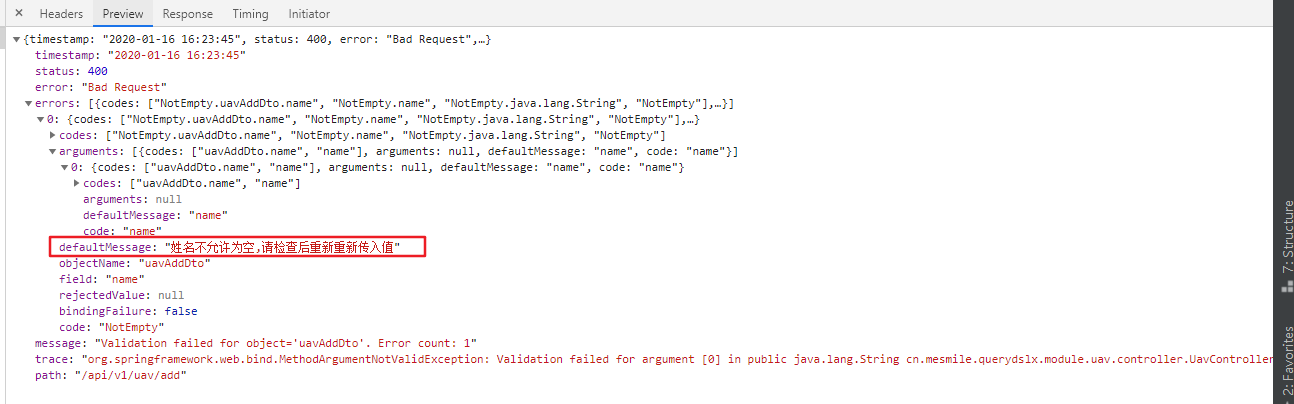 × Headers Preview Response Timing Initiator
▼{timestamp: "2020-01-16 16:23:45", status: 400, error: "Bad Request",…}
timestamp: "2020-01-16 16:23:45"
status: 400
error: "Bad Request"
▼errors: [{codes: ["NotEmpty.uavAddDto.name", "NotEmpty.name", "NotEmpty.java.lang.String", "NotEmpty"],…}]
▼0: {codes: ["NotEmpty.uavAddDto.name", "NotEmpty.name", "NotEmpty.java.lang.String", "NotEmpty"],…}
▶codes: ["NotEmpty.uavAddDto.name", "NotEmpty.name", "NotEmpty.java.lang.String", "NotEmpty"]
▼arguments: [{codes: ["uavAddDto.name", "name"], arguments: null, defaultMessage: "name", code: "name"}]
▼0: {codes: ["uavAddDto.name", "name"], arguments: null, defaultMessage: "name", code: "name"}
▶codes: ["uavAddDto.name", "name"]
arguments: null
defaultMessage: "name"
code: "name"
defaultMessage: "姓名不允许为空,请检查后重新重新传入值"
objectName: "uavAddDto"
field: "name"
rejectedValue: null
bindingFailure: false
code: "NotEmpty"
message: "Validation failed for object='uavAddDto'. Error count: 1"
trace: "org.springframework.web.bind.MethodArgumentNotValidException: Validation failed for argument [0] in public java.lang.String cn.mesmile.querydslx.module.uav.controller.UavController
path: "/api/v1/uav/add"
7: Structure
2: Favorites